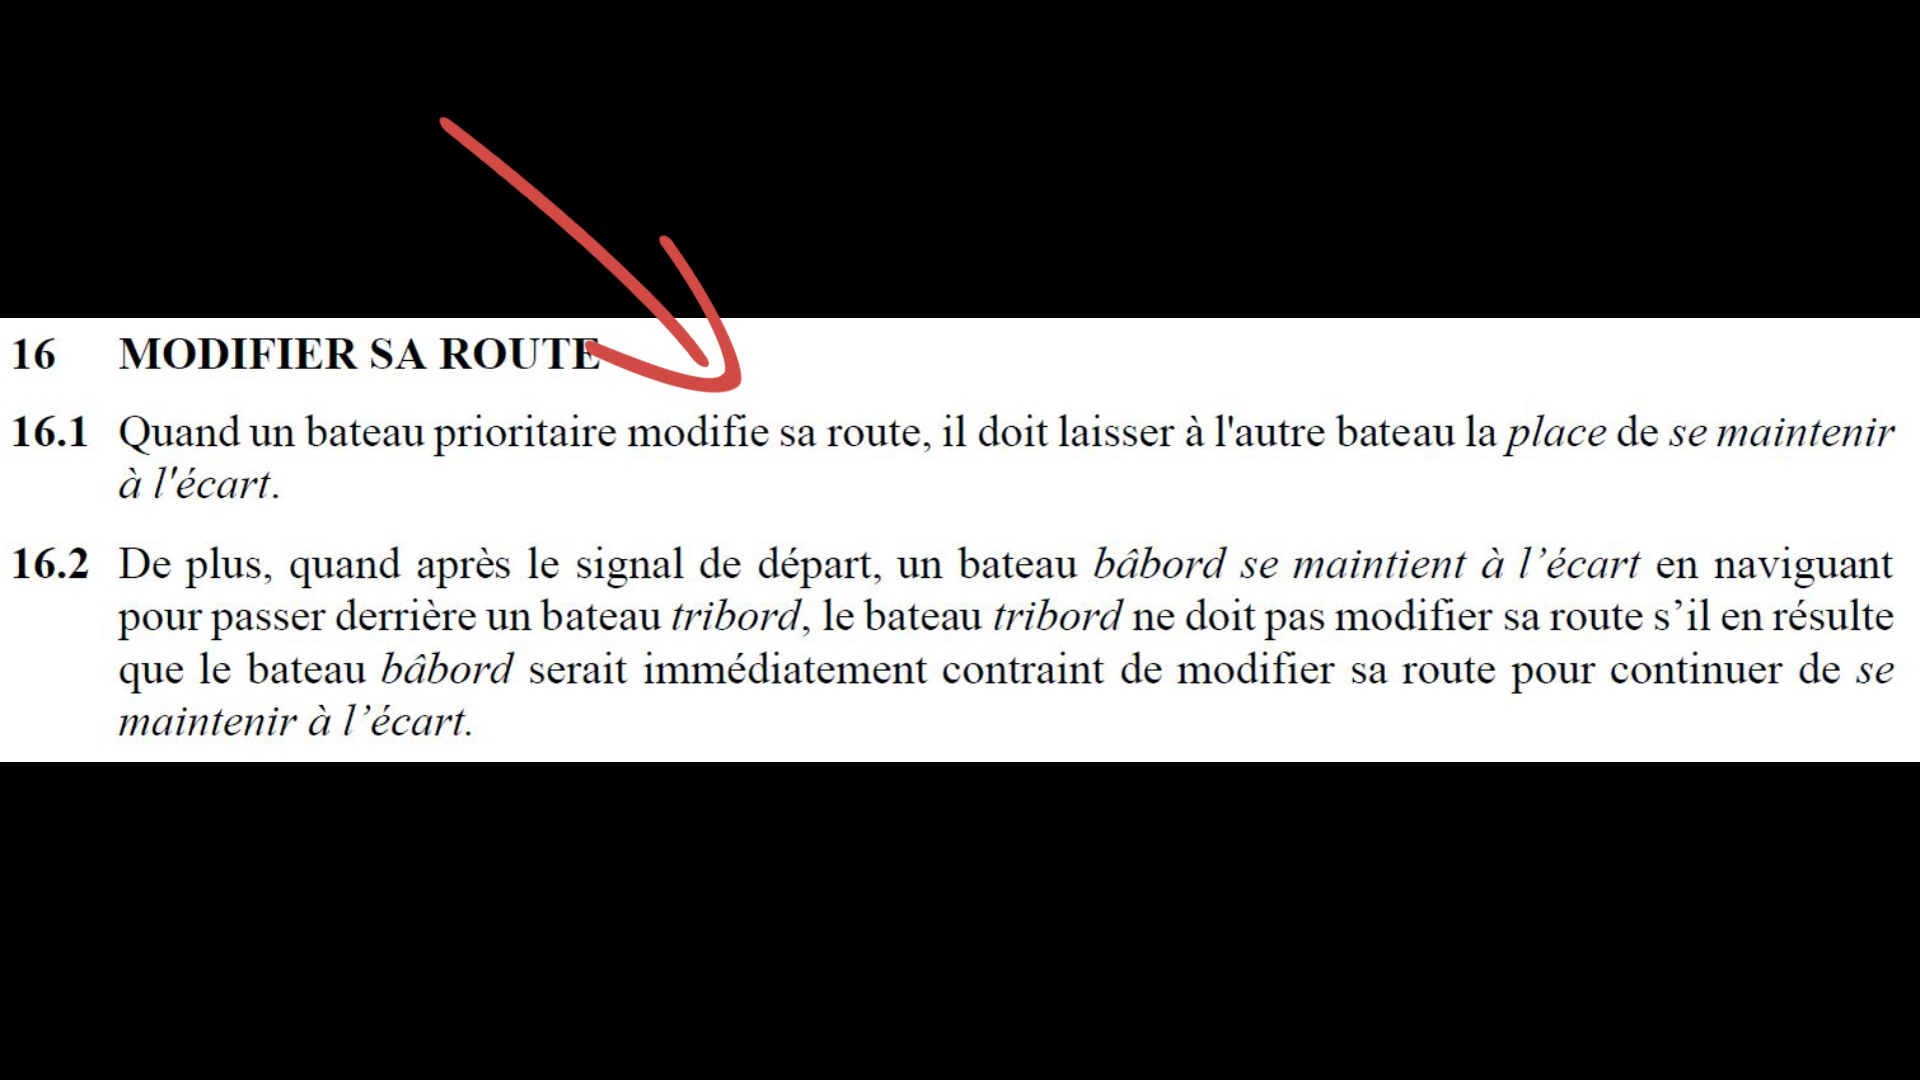 16 MODIFIER SA ROUTE
16.1 Quand un bateau prioritaire modifie sa route, il doit laisser à l'autre bateau la place de se maintenir
à l'écart.
16.2 De plus, quand après le signal de départ, un bateau bâbord se maintient à l’écart en naviguant
pour passer derrière un bateau tribord, le bateau tribord ne doit pas modifier sa route s’il en résulte
que le bateau bâbord serait immédiatement contraint de modifier sa route pour continuer de se
maintenir à l’écart.